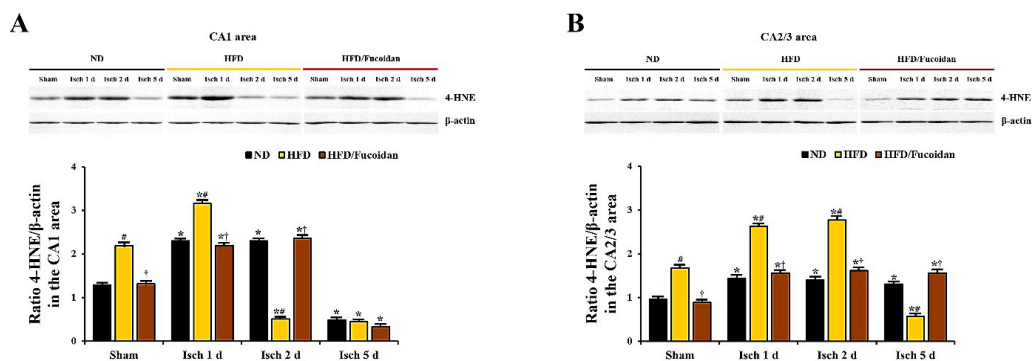 A
CA1 area
ND HFD HFD/Fucoidan
Sham Isch 1 d Isch 2 d Isch 5 d Sham Isch 1 d Isch 2 d Isch 5 d Sham Isch 1 d Isch 2 d Isch 5 d
4-HNE
β-actin
ND HFD HFD/Fucoidan
Ratio 4-HNE/β-actin
in the CA1 area
4
3
2
1
0
# †
* *# *†
* *# *†
* * *
Sham Isch 1 d Isch 2 d Isch 5 d
B
CA2/3 area
ND HFD HFD/Fucoidan
Sham Isch 1 d Isch 2 d Isch 5 d Sham Isch 1 d Isch 2 d Isch 5 d Sham Isch 1 d Isch 2 d Isch 5 d
4-HNE
β-actin
ND HFD HFD/Fucoidan
Ratio 4-HNE/β-actin
in the CA2/3 area
4
3
2
1
0
# †
* *# *†
* *# *†
* *# *†
Sham Isch 1 d Isch 2 d Isch 5 d